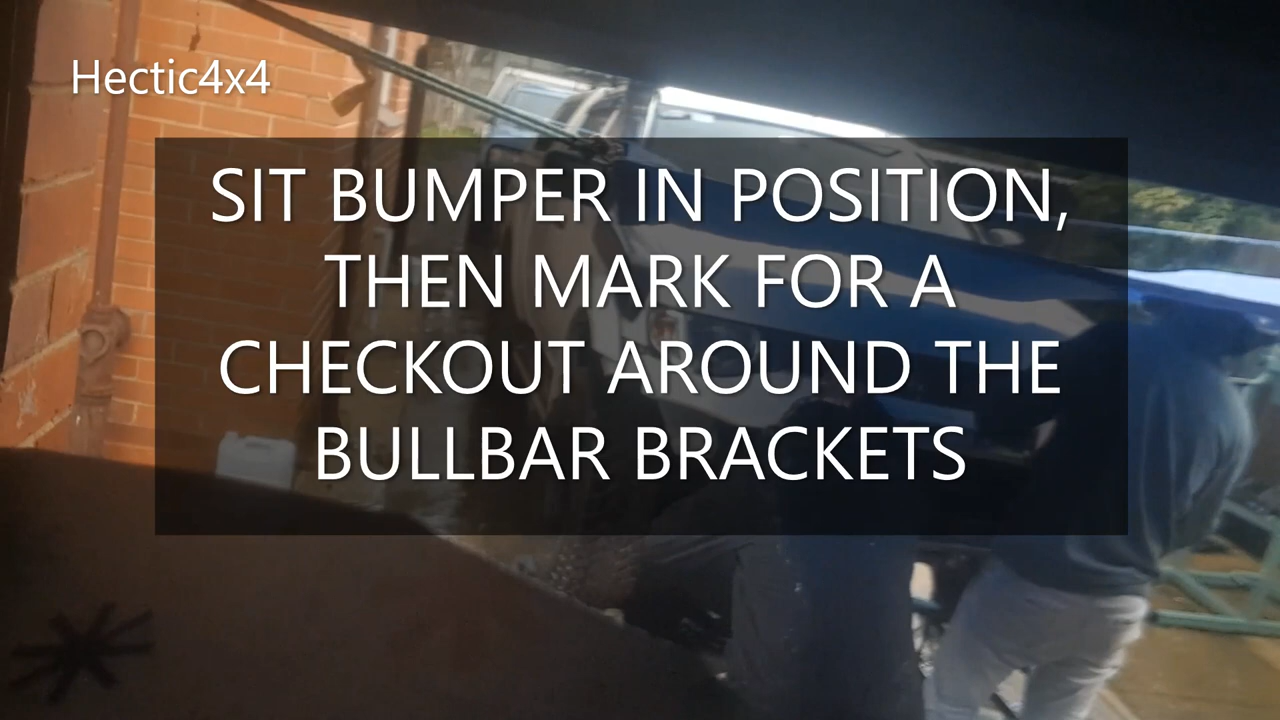 Hectic4x4
SIT BUMPER IN POSITION,
THEN MARK FOR A
CHECKOUT AROUND THE
BULLBAR BRACKETS